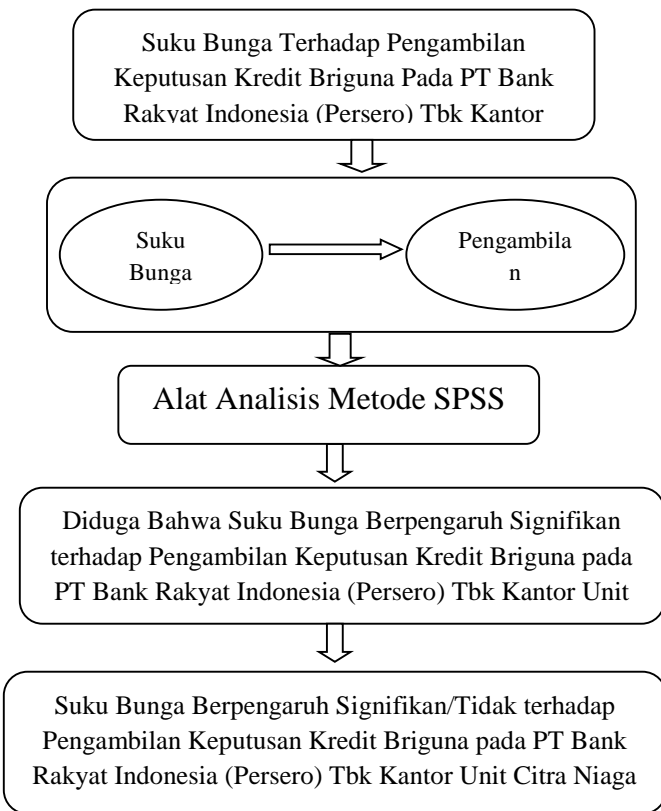 Suku Bunga Terhadap Pengambilan
Keputusan Kredit Briguna Pada PT Bank
Rakyat Indonesia (Persero) Tbk Kantor
Suku
Bunga
Pengambila
n
Alat Analisis Metode SPSS
Diduga Bahwa Suku Bunga Berpengaruh Signifikan
terhadap Pengambilan Keputusan Kredit Briguna pada
PT Bank Rakyat Indonesia (Persero) Tbk Kantor Unit
Suku Bunga Berpengaruh Signifikan/Tidak terhadap
Pengambilan Keputusan Kredit Briguna pada PT Bank
Rakyat Indonesia (Persero) Tbk Kantor Unit Citra Niaga